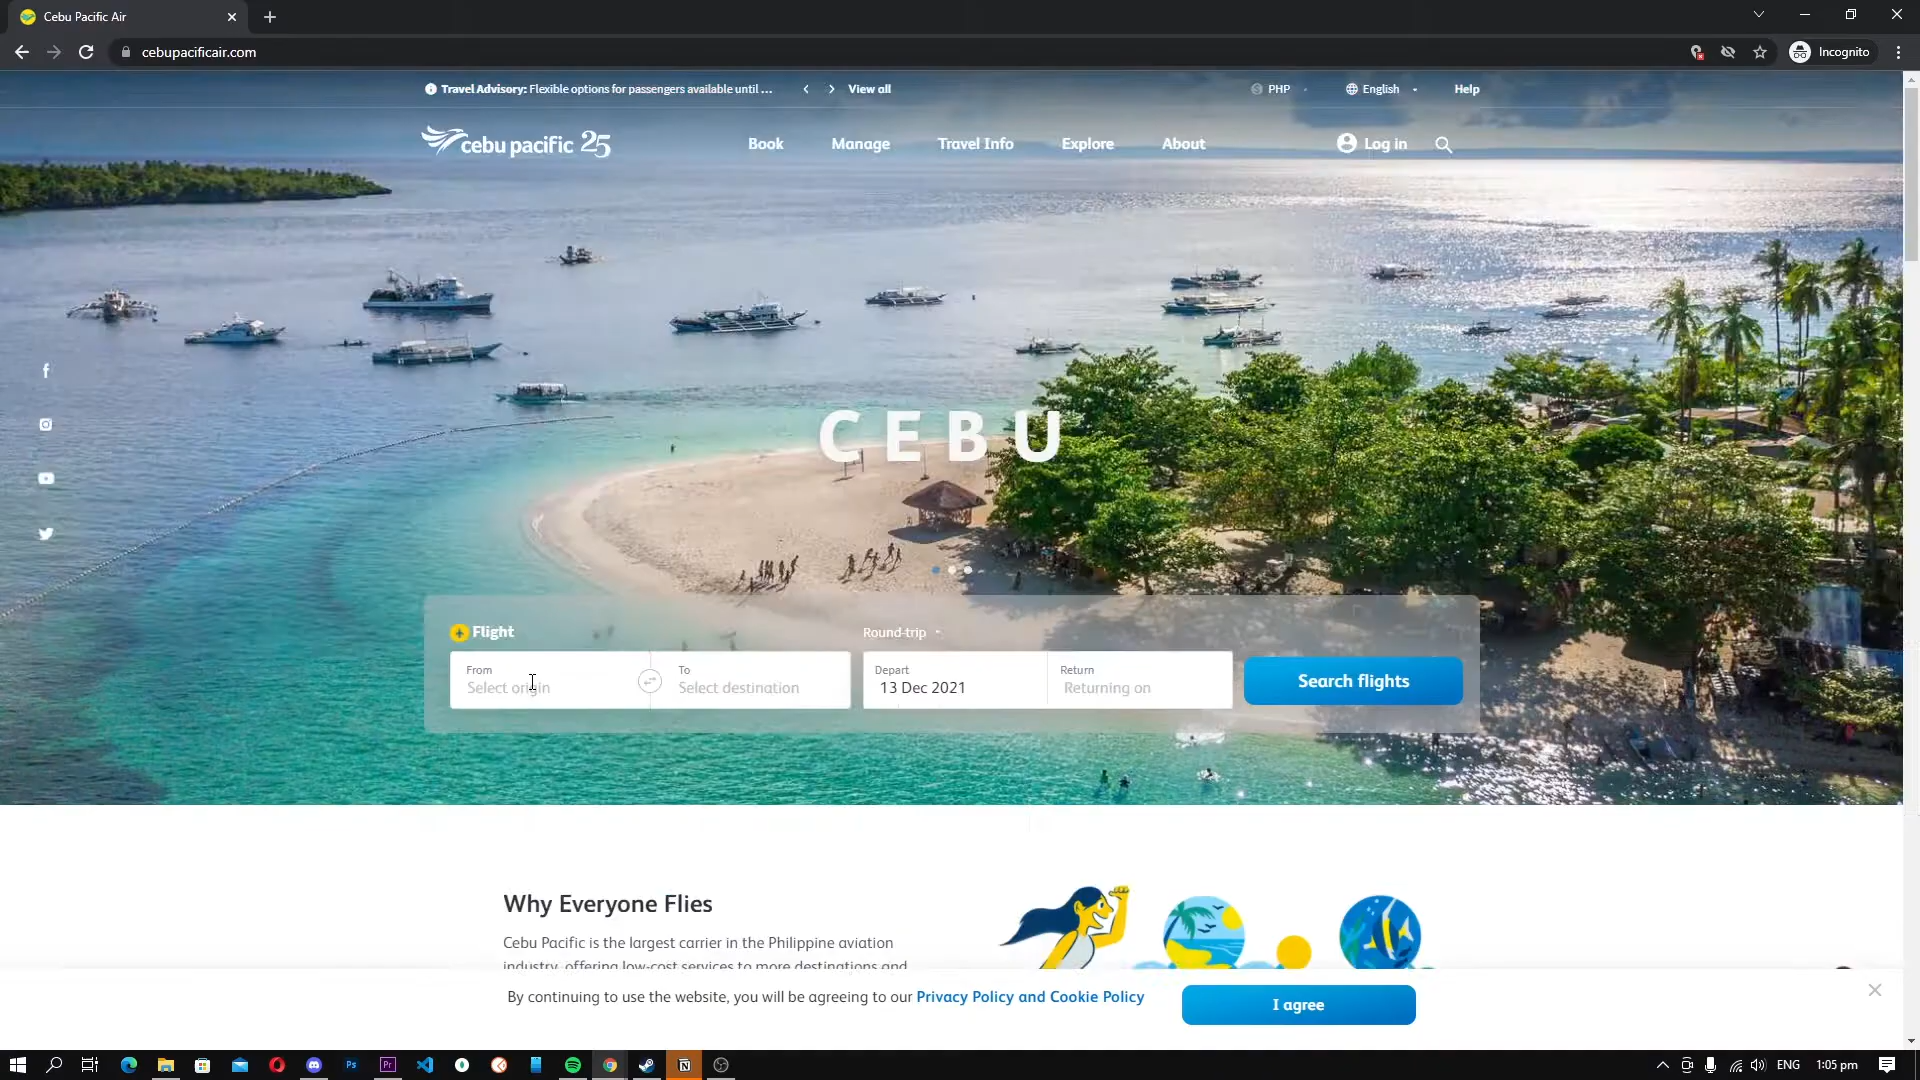 Cebu Pacific Air
cebupacificair.com
Incognito
Travel Advisory: Flexible options for passengers available until ...
View all
PHP
English
Help
cebu pacific 25
Book
Manage
Travel Info
Explore
About
Log in
CEBU
Flight
Round-trip
From
Select origin
To
Select destination
Depart
13 Dec 2021
Return
Returning on
Search flights
Why Everyone Flies
Cebu Pacific is the largest carrier in the Philippine aviation
industry, offering low-cost services to more destinations and
By continuing to use the website, you will be agreeing to our Privacy Policy and Cookie Policy
I agree
Ps
Pr
N
ENG
1:05 pm